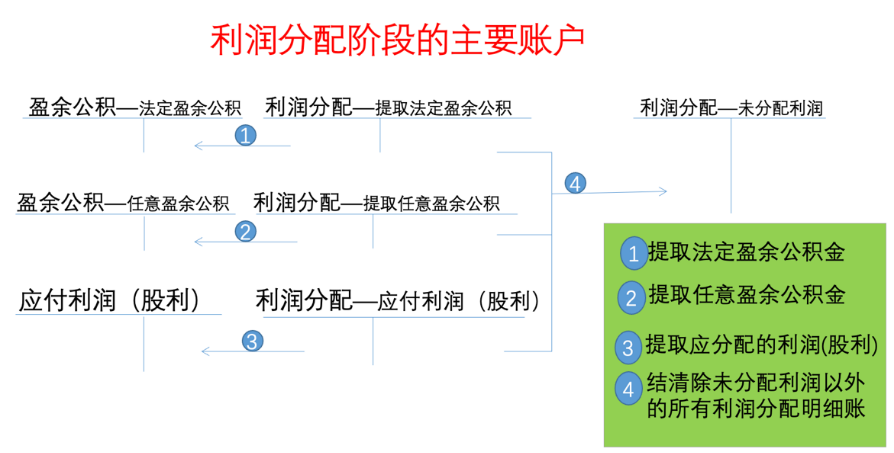 利润分配阶段的主要账户
盈余公积—法定盈余公积
利润分配—提取法定盈余公积
利润分配—未分配利润
1
4
盈余公积—任意盈余公积
利润分配—提取任意盈余公积
2
应付利润（股利）
利润分配—应付利润（股利）
3
1 提取法定盈余公积金
2 提取任意盈余公积金
3 提取应分配的利润(股利)
4 结清除未分配利润以外
的所有利润分配明细账